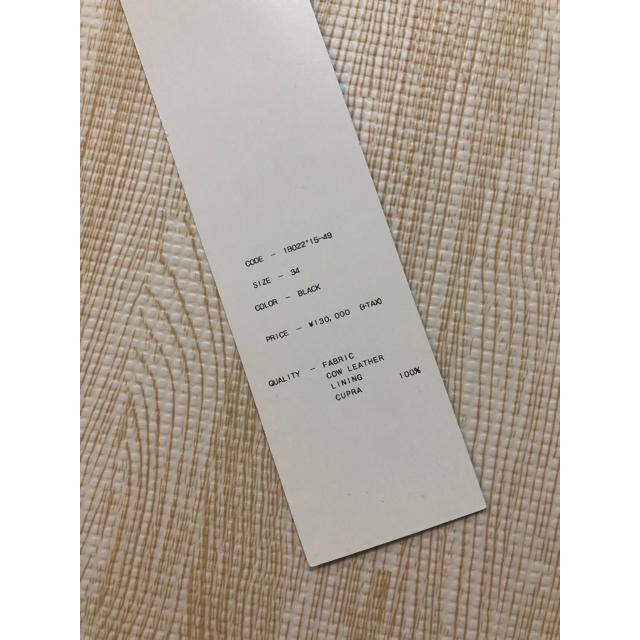 CODE - 1B022*15-49
SIZE - 34
COLOR - BLACK
PRICE - ¥130,000 (+TAX)
QUALITY - FABRIC
COW LEATHER
LINING
CUPRA 100%